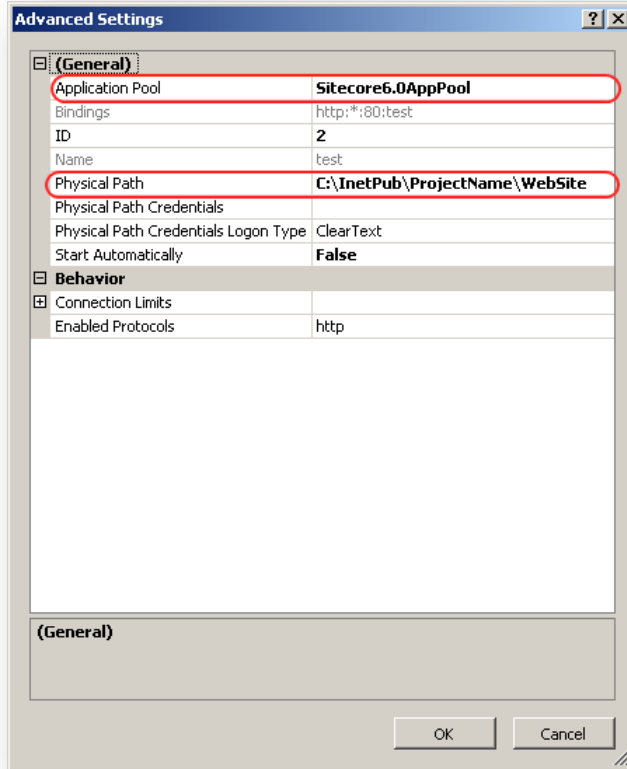 Advanced Settings
(General)
Application Pool Sitecore6.0AppPool
Bindings http:*:80:test
ID 2
Name test
Physical Path C:\InetPub\ProjectName\WebSite
Physical Path Credentials
Physical Path Credentials Logon Type ClearText
Start Automatically False
Behavior
Connection Limits
Enabled Protocols http
(General)
OK Cancel